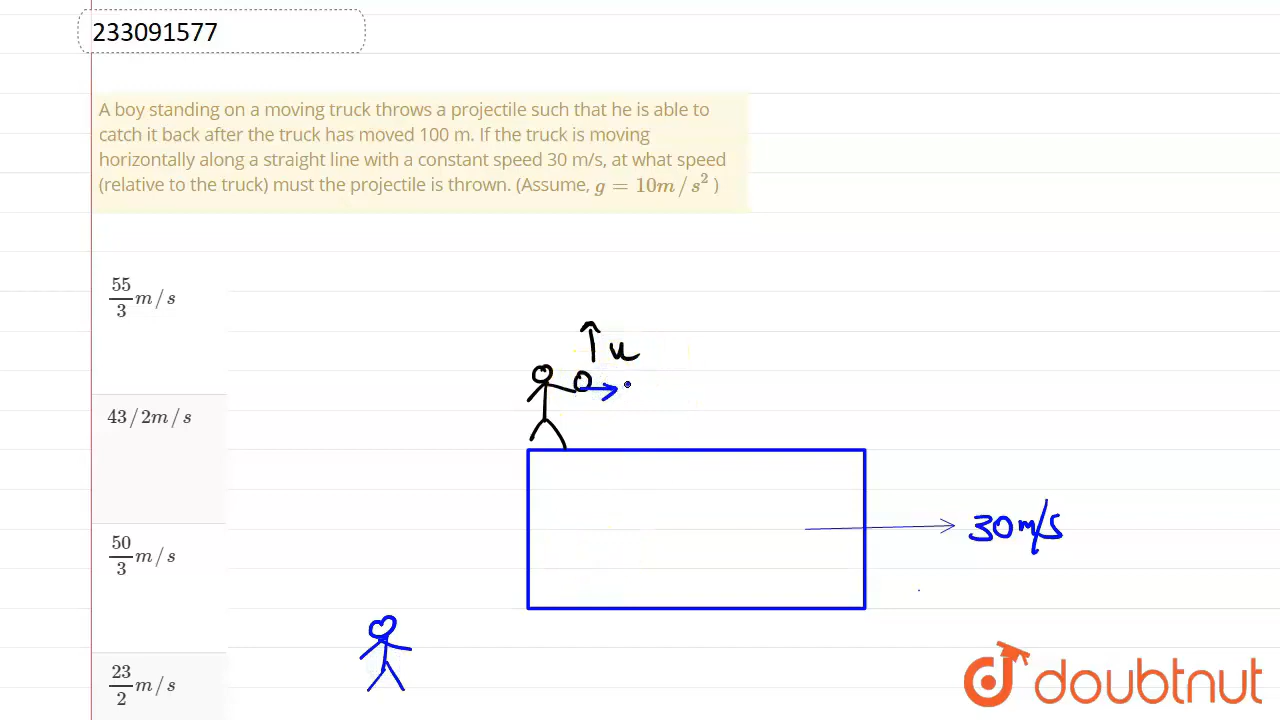 233091577
A boy standing on a moving truck throws a projectile such that he is able to
catch it back after the truck has moved 100 m. If the truck is moving
horizontally along a straight line with a constant speed 30 m/s, at what speed
(relative to the truck) must the projectile is thrown. (Assume, g = 10m/s² )
55/3 m/s
u
43/2m/s
30m/s
50/3 m/s
23/2 m/s
doubtnut